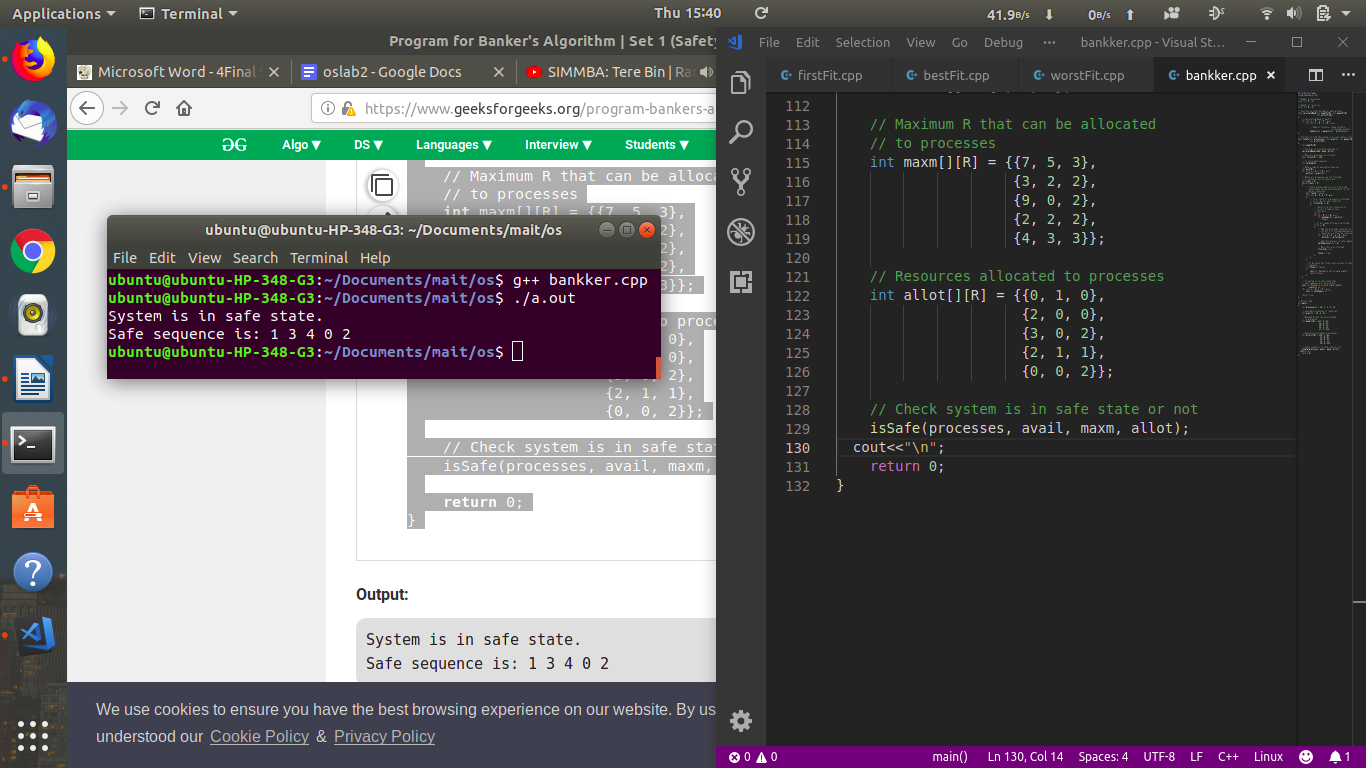 Applications
Terminal
Thu 15:40
41.9B/s
0B/s
Program for Banker's Algorithm | Set 1 (Safety
Microsoft Word - 4Final S
oslab2 - Google Docs
SIMMBA: Tere Bin | Ra
https://www.geeksforgeeks.org/program-bankers-a
Algo ▼
DS ▼
Languages ▼
Interview ▼
Students ▼
// Maximum R that can be alloca
// to processes
int maxm[][R] = {{7, 5, 3},
ubuntu@ubuntu-HP-348-G3: ~/Documents/mait/os
File Edit View Search Terminal Help
ubuntu@ubuntu-HP-348-G3:~/Documents/mait/os$ g++ bankker.cpp
ubuntu@ubuntu-HP-348-G3:~/Documents/mait/os$ ./a.out
System is in safe state.
Safe sequence is: 1 3 4 0 2
ubuntu@ubuntu-HP-348-G3:~/Documents/mait/os$
{2, 1, 1},
{0, 0, 2}};
// Check system is in safe stat
isSafe(processes, avail, maxm,
return 0;
}
Output:
System is in safe state.
Safe sequence is: 1 3 4 0 2
We use cookies to ensure you have the best browsing experience on our website. By us
understood our Cookie Policy & Privacy Policy
File Edit Selection View Go Debug ··· bankker.cpp - Visual St...
firstFit.cpp
bestFit.cpp
worstFit.cpp
bankker.cpp
112
113 // Maximum R that can be allocated
114 // to processes
115 int maxm[][R] = {{7, 5, 3},
116 {3, 2, 2},
117 {9, 0, 2},
118 {2, 2, 2},
119 {4, 3, 3}};
120
121 // Resources allocated to processes
122 int allot[][R] = {{0, 1, 0},
123 {2, 0, 0},
124 {3, 0, 2},
125 {2, 1, 1},
126 {0, 0, 2}};
127
128 // Check system is in safe state or not
129 isSafe(processes, avail, maxm, allot);
130 cout<<"\n";
131 return 0;
132 }
0 0
main() Ln 130, Col 14 Spaces: 4 UTF-8 LF C++ Linux 1